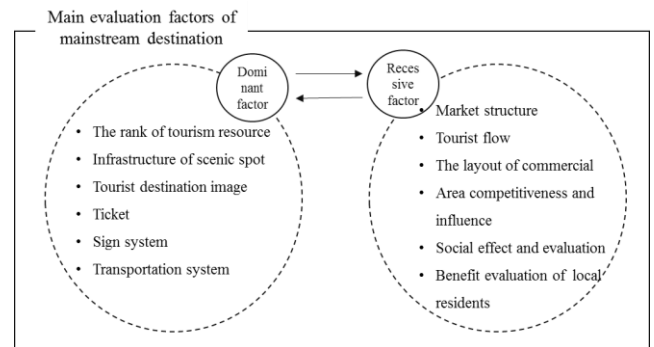 Main evaluation factors of
mainstream destination
Domi
nant
factor
• The rank of tourism resource
• Infrastructure of scenic spot
• Tourist destination image
• Ticket
• Sign system
• Transportation system
Reces
sive
factor
• Market structure
• Tourist flow
• The layout of commercial
• Area competitiveness and
influence
• Social effect and evaluation
• Benefit evaluation of local
residents